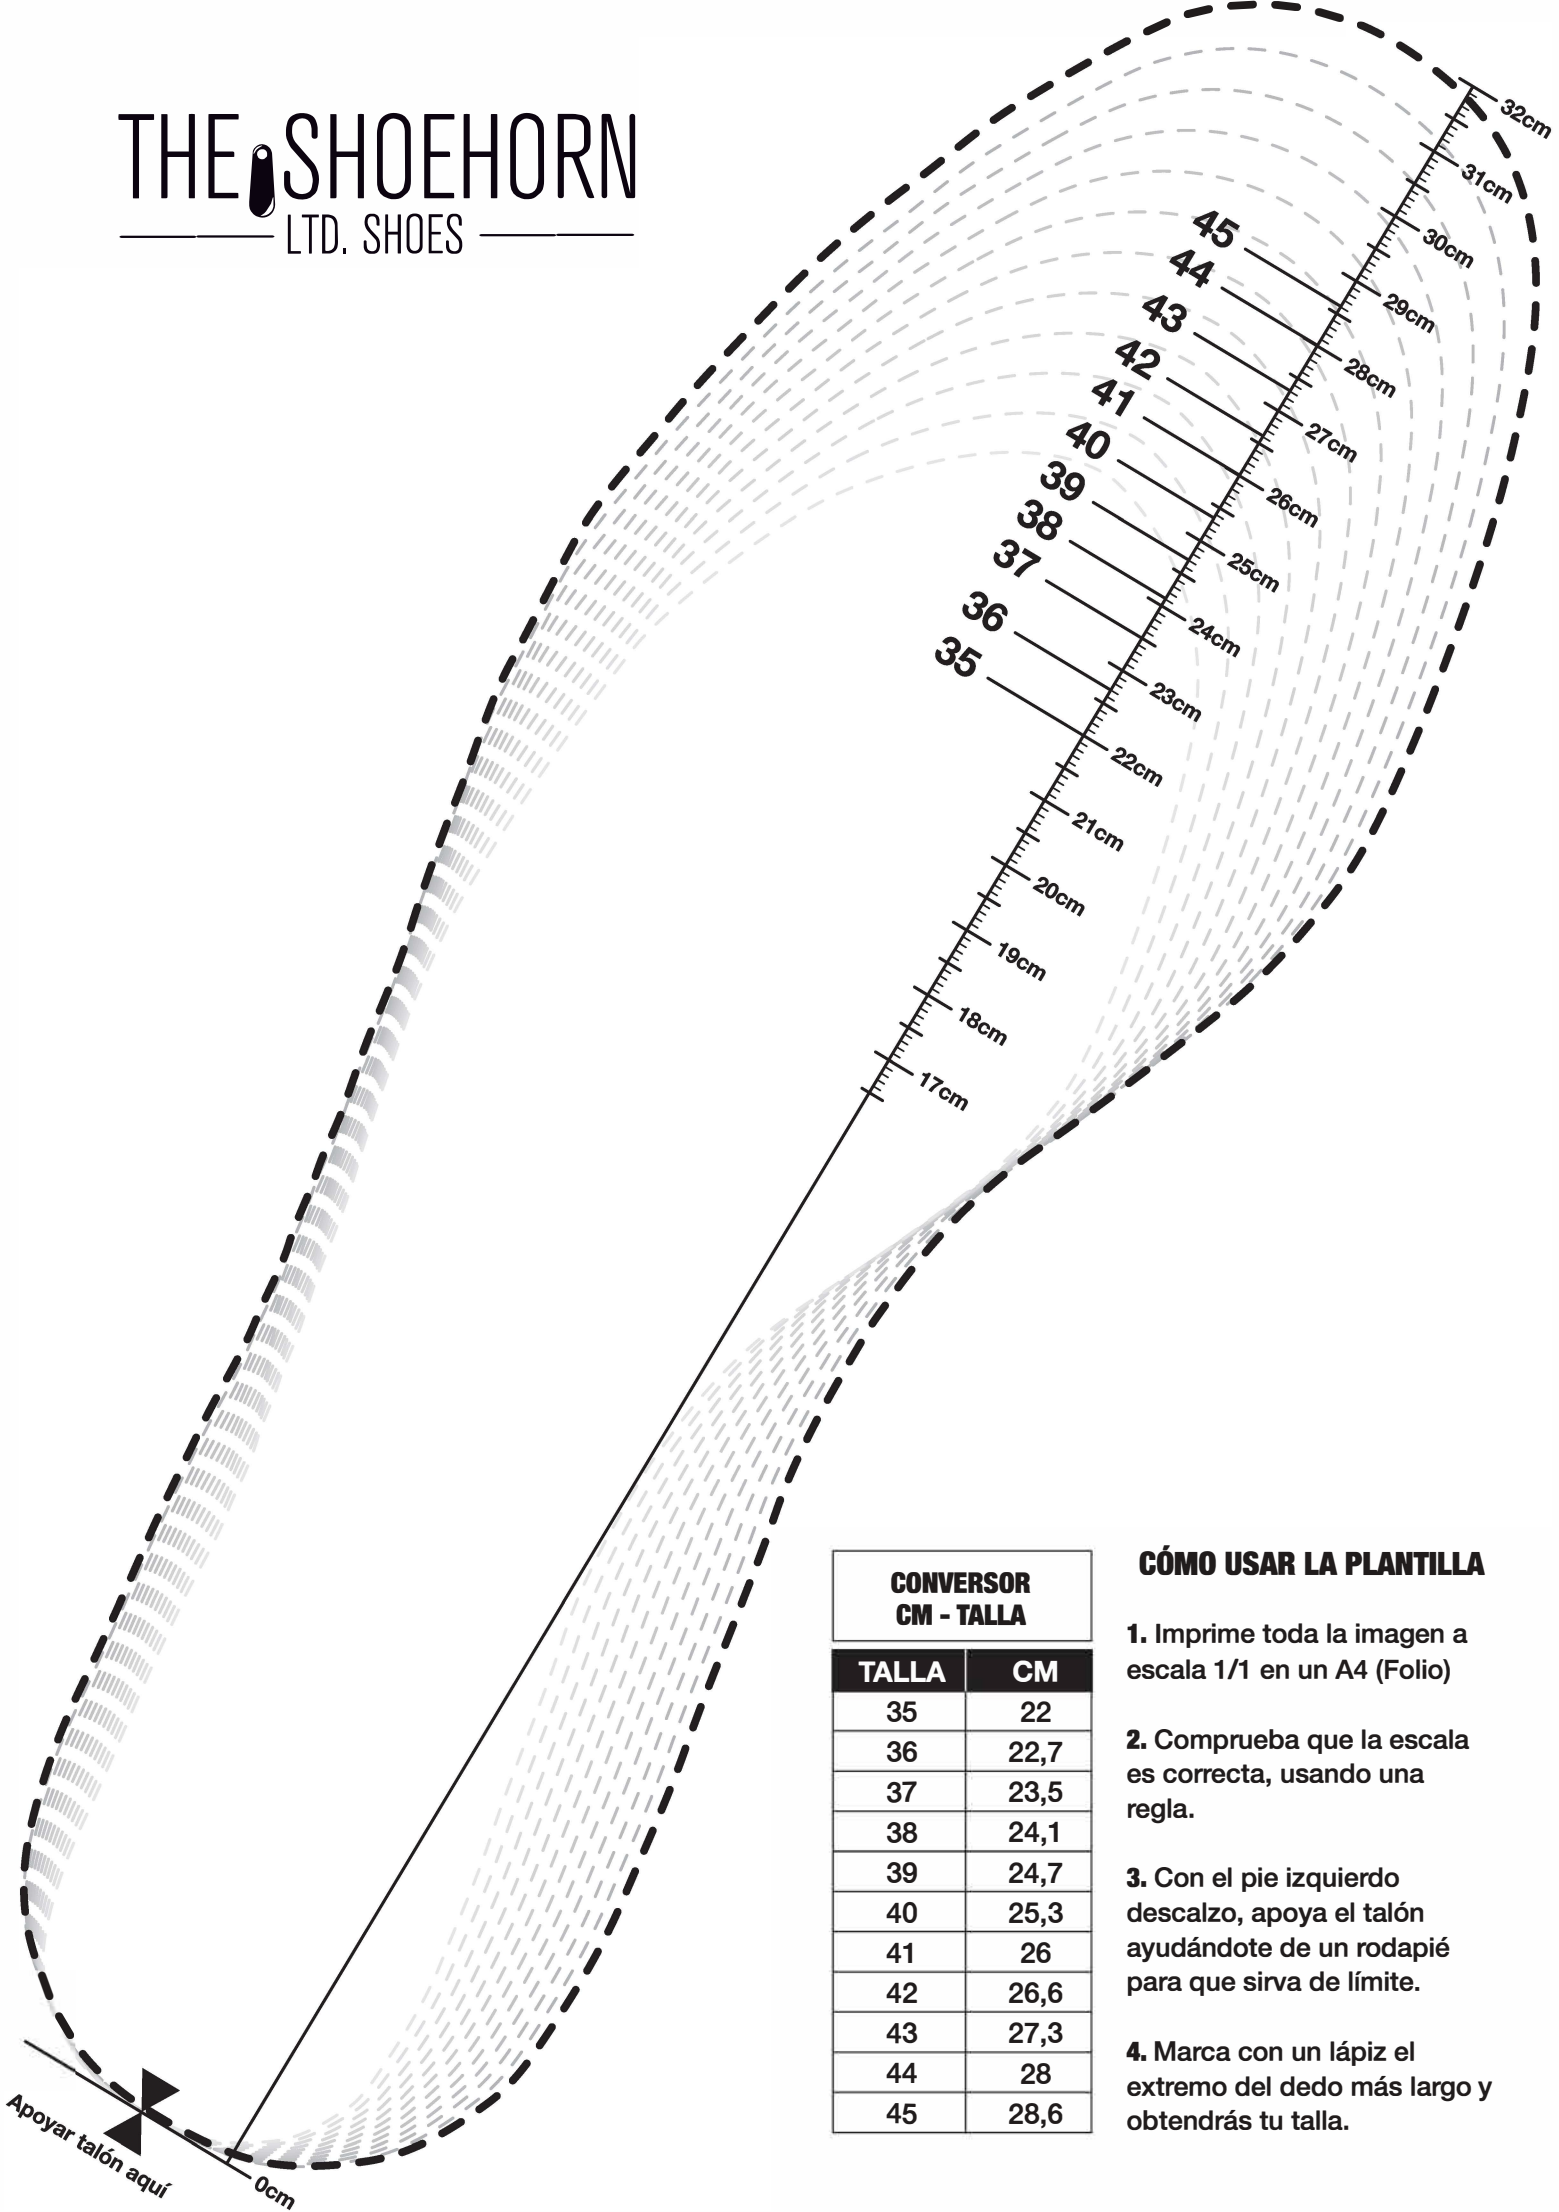 THE SHOEHORN
LTD. SHOES
32cm
31cm
30cm
29cm
28cm
27cm
26cm
25cm
24cm
23cm
22cm
21cm
20cm
19cm
18cm
17cm
45
44
43
42
41
40
39
38
37
36
35
Apoyar talón aquí
0cm
CONVERSOR
CM - TALLA
TALLA CM
35 22
36 22,7
37 23,5
38 24,1
39 24,7
40 25,3
41 26
42 26,6
43 27,3
44 28
45 28,6
CÓMO USAR LA PLANTILLA
1. Imprime toda la imagen a
escala 1/1 en un A4 (Folio)
2. Comprueba que la escala
es correcta, usando una
regla.
3. Con el pie izquierdo
descalzo, apoya el talón
ayudándote de un rodapié
para que sirva de límite.
4. Marca con un lápiz el
extremo del dedo más largo y
obtendrás tu talla.